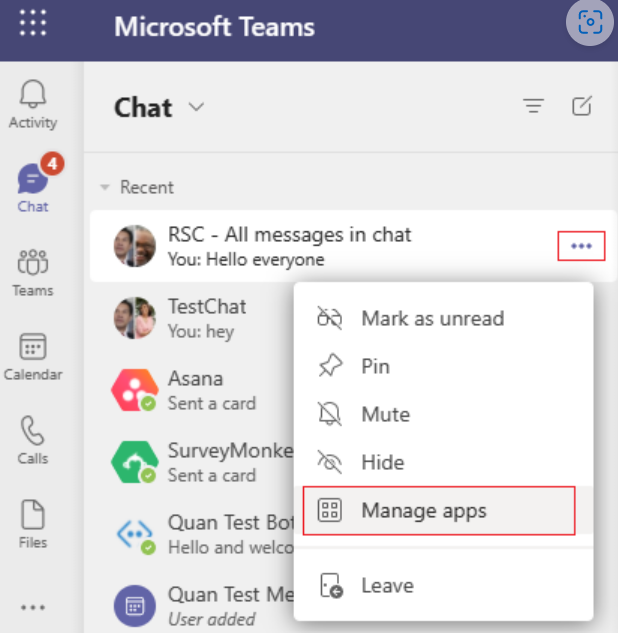 Microsoft Teams
Activity
4
Chat
Teams
Calendar
Calls
Files
Chat
Recent
RSC - All messages in chat
You: Hello everyone
TestChat
You: hey
Asana
Sent a card
SurveyMonke
Sent a card
Quan Test Bot
Hello and welco
Quan Test Me
User added
Mark as unread
Pin
Mute
Hide
Manage apps
Leave